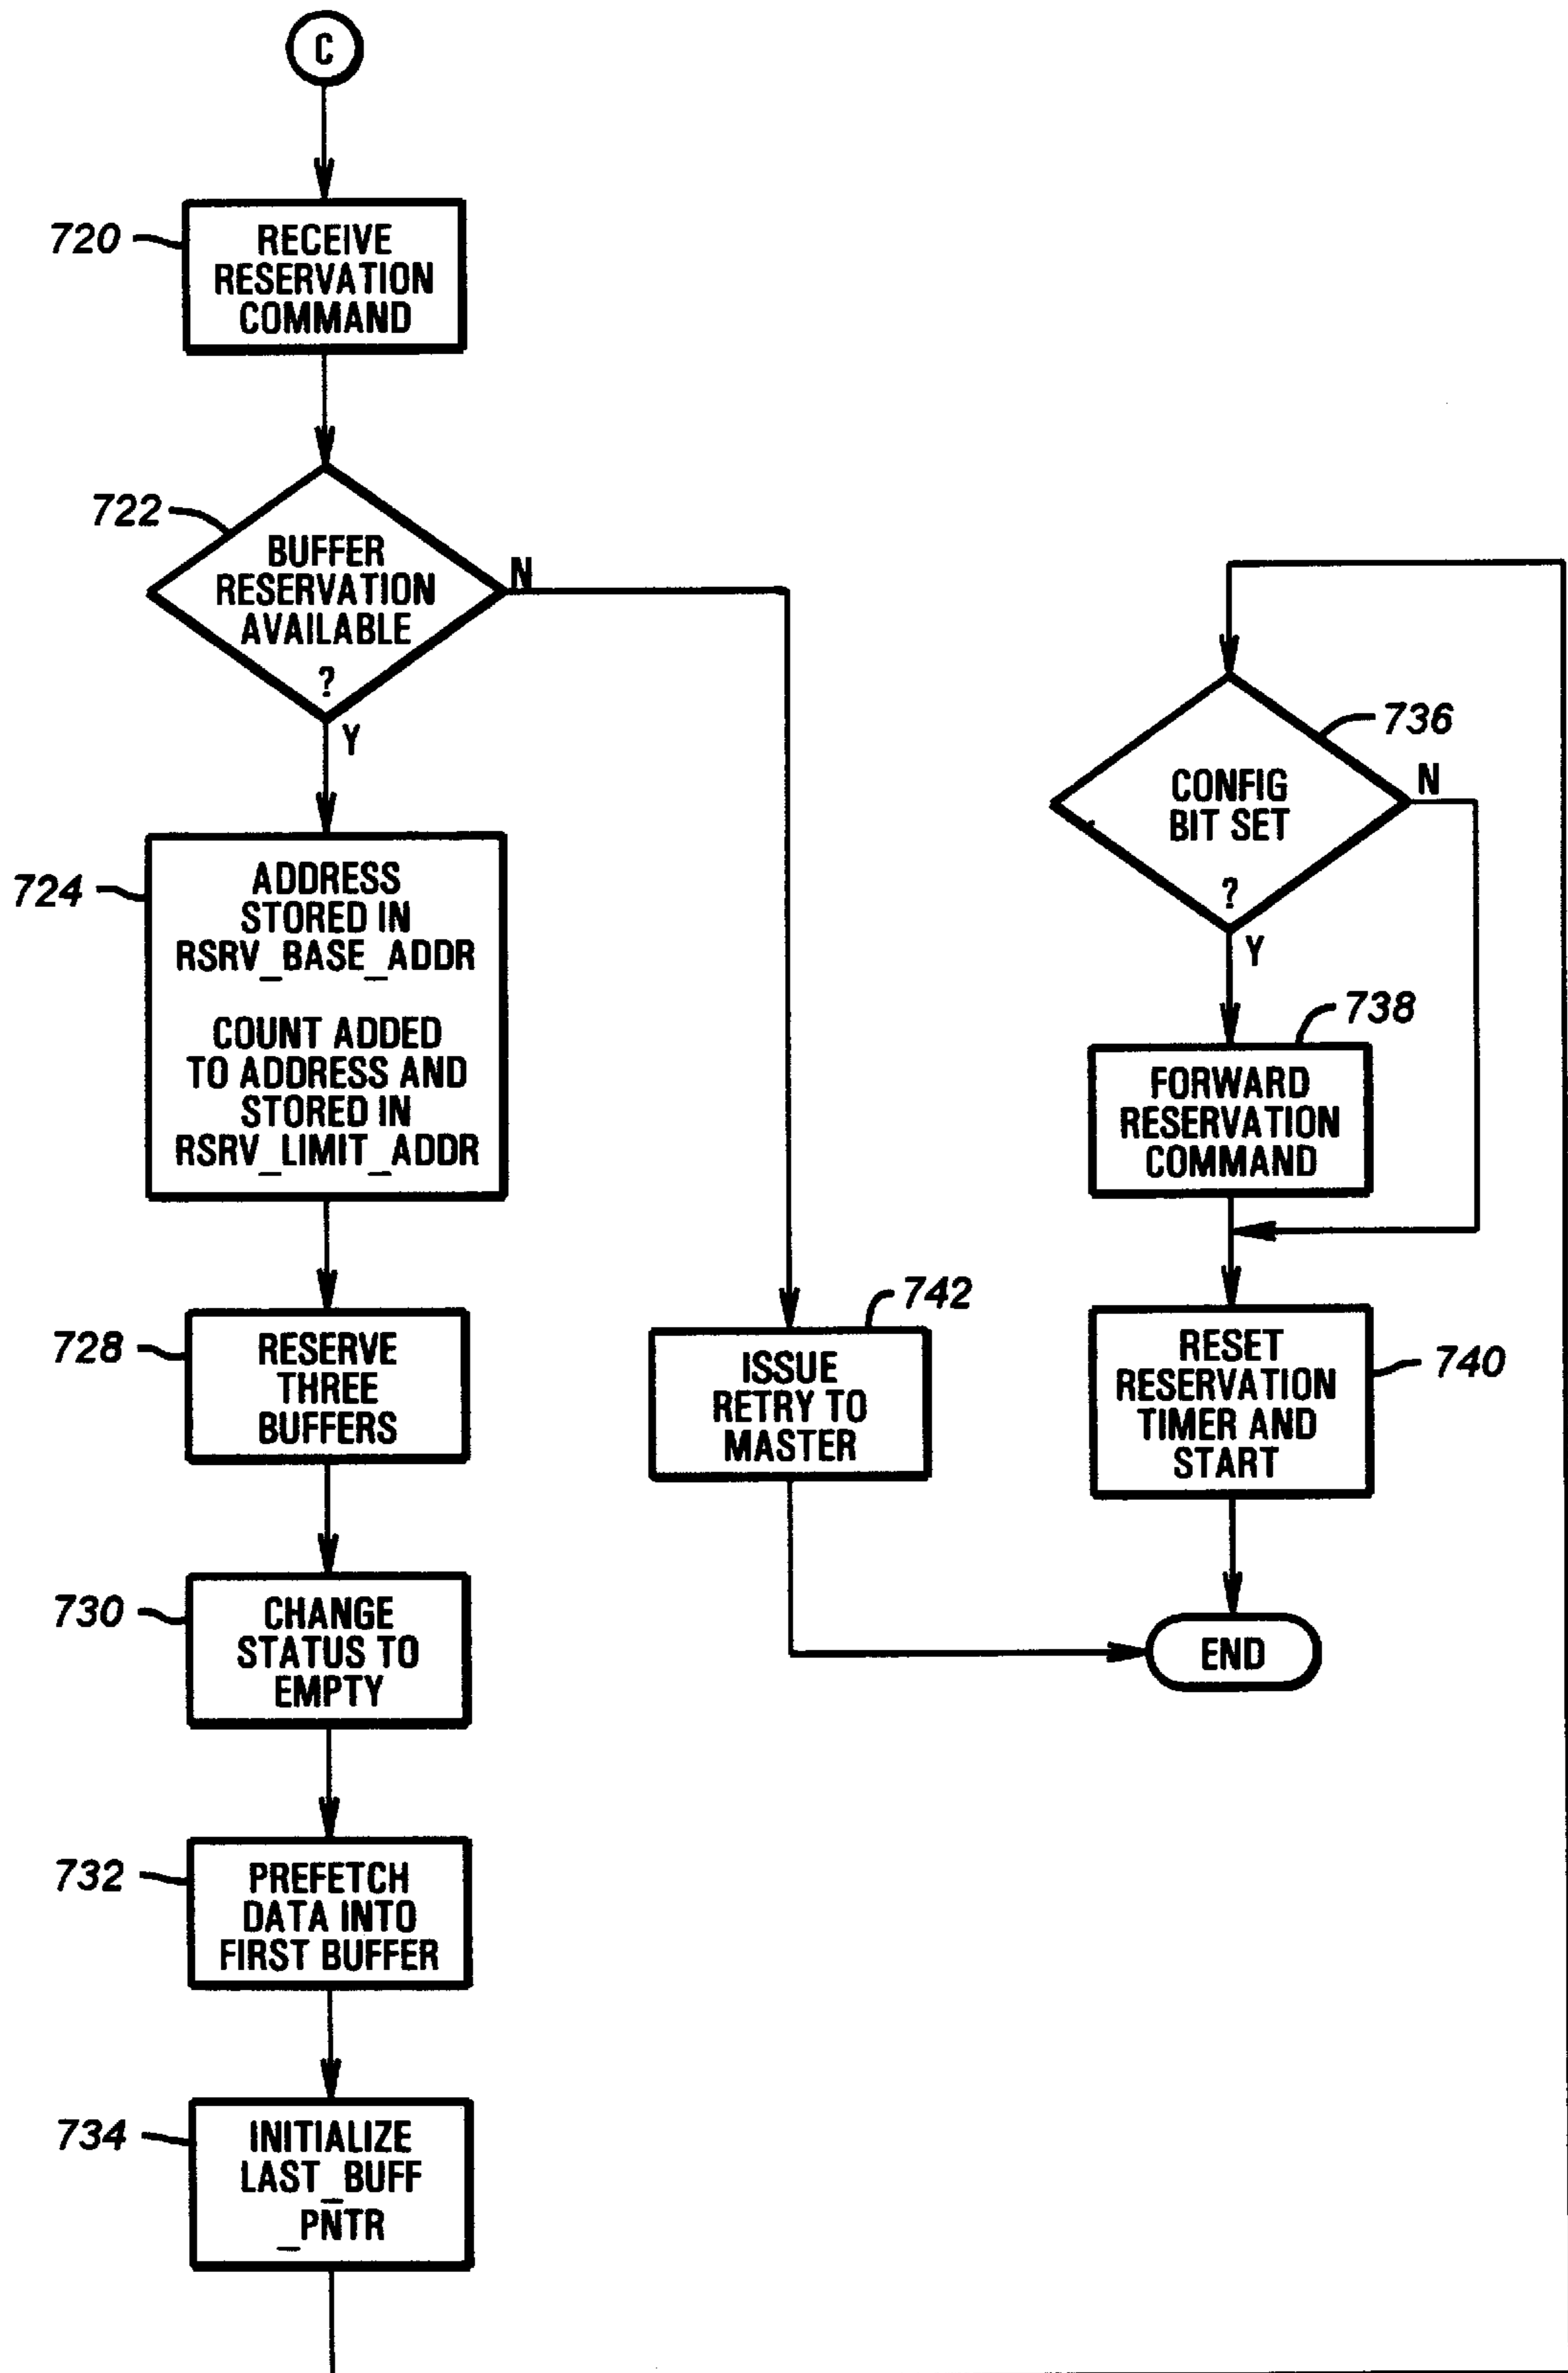 C
720
RECEIVE
RESERVATION
COMMAND
722
BUFFER
RESERVATION
AVAILABLE
?
N
Y
724
ADDRESS
STORED IN
RSRV_BASE_ADDR
COUNT ADDED
TO ADDRESS AND
STORED IN
RSRV_LIMIT_ADDR
728
RESERVE
THREE
BUFFERS
730
CHANGE
STATUS TO
EMPTY
732
PREFETCH
DATA INTO
FIRST BUFFER
734
INITIALIZE
LAST_BUFF
_PNTR
742
ISSUE
RETRY TO
MASTER
736
CONFIG
BIT SET
?
N
Y
738
FORWARD
RESERVATION
COMMAND
740
RESET
RESERVATION
TIMER AND
START
END